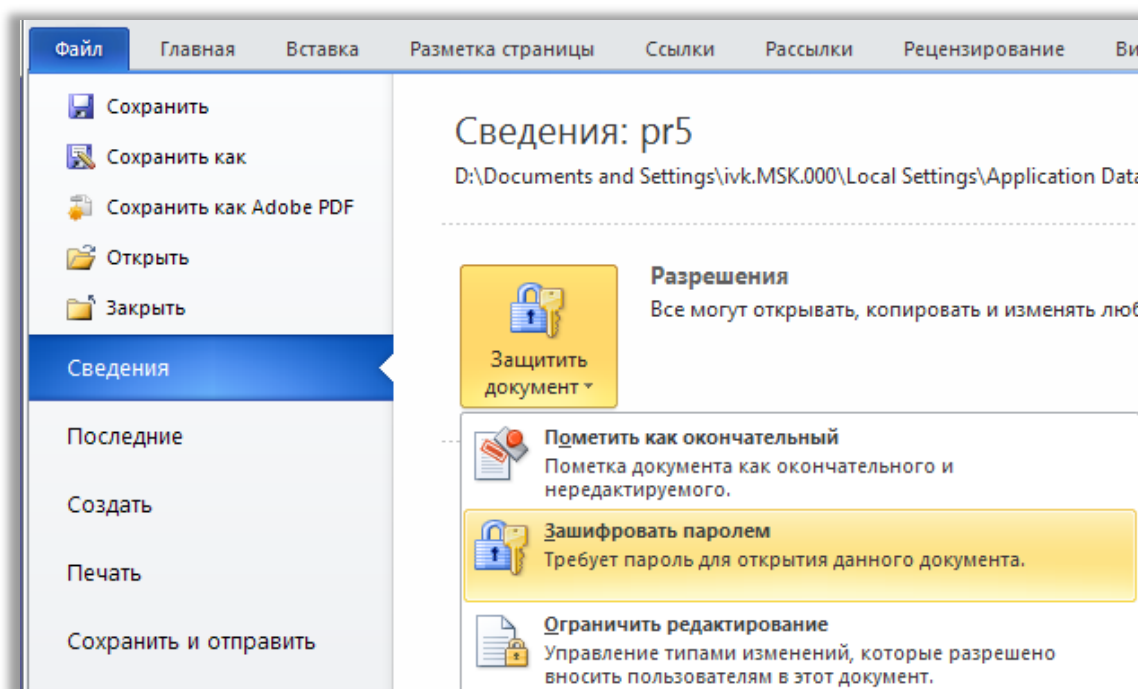 Файл Главная Вставка Разметка страницы Ссылки Рассылки Рецензирование
Сохранить
Сохранить как
Сохранить как Adobe PDF
Открыть
Закрыть
Сведения
Последние
Создать
Печать
Сохранить и отправить
Сведения: pr5
D:\Documents and Settings\ivk.MSK.000\Local Settings\Application Data
Разрешения
Все могут открывать, копировать и изменять
Защитить
документ
Пометить как окончательный
Пометка документа как окончательного и
нередактируемого.
Зашифровать паролем
Требует пароль для открытия данного документа.
Ограничить редактирование
Управление типами изменений, которые разрешено
вносить пользователям в этот документ.